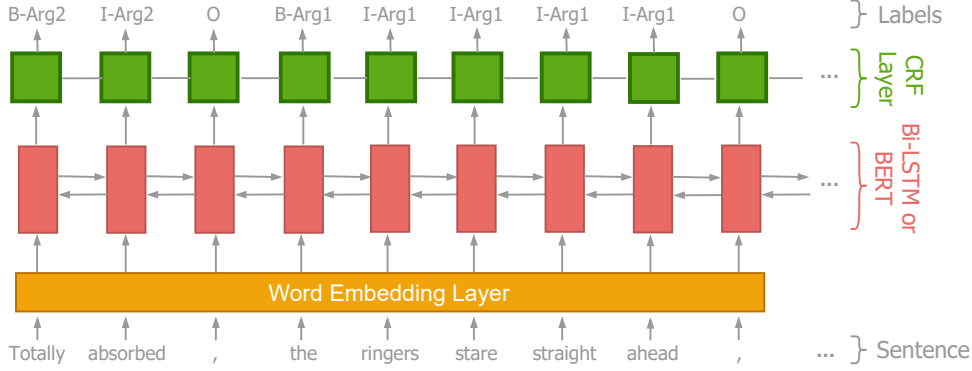 B-Arg2 I-Arg2 O B-Arg1 I-Arg1 I-Arg1 I-Arg1 I-Arg1 O Labels
... CRF Layer
... Bi-LSTM or BERT
Word Embedding Layer
Totally absorbed , the ringers stare straight ahead , ... Sentence